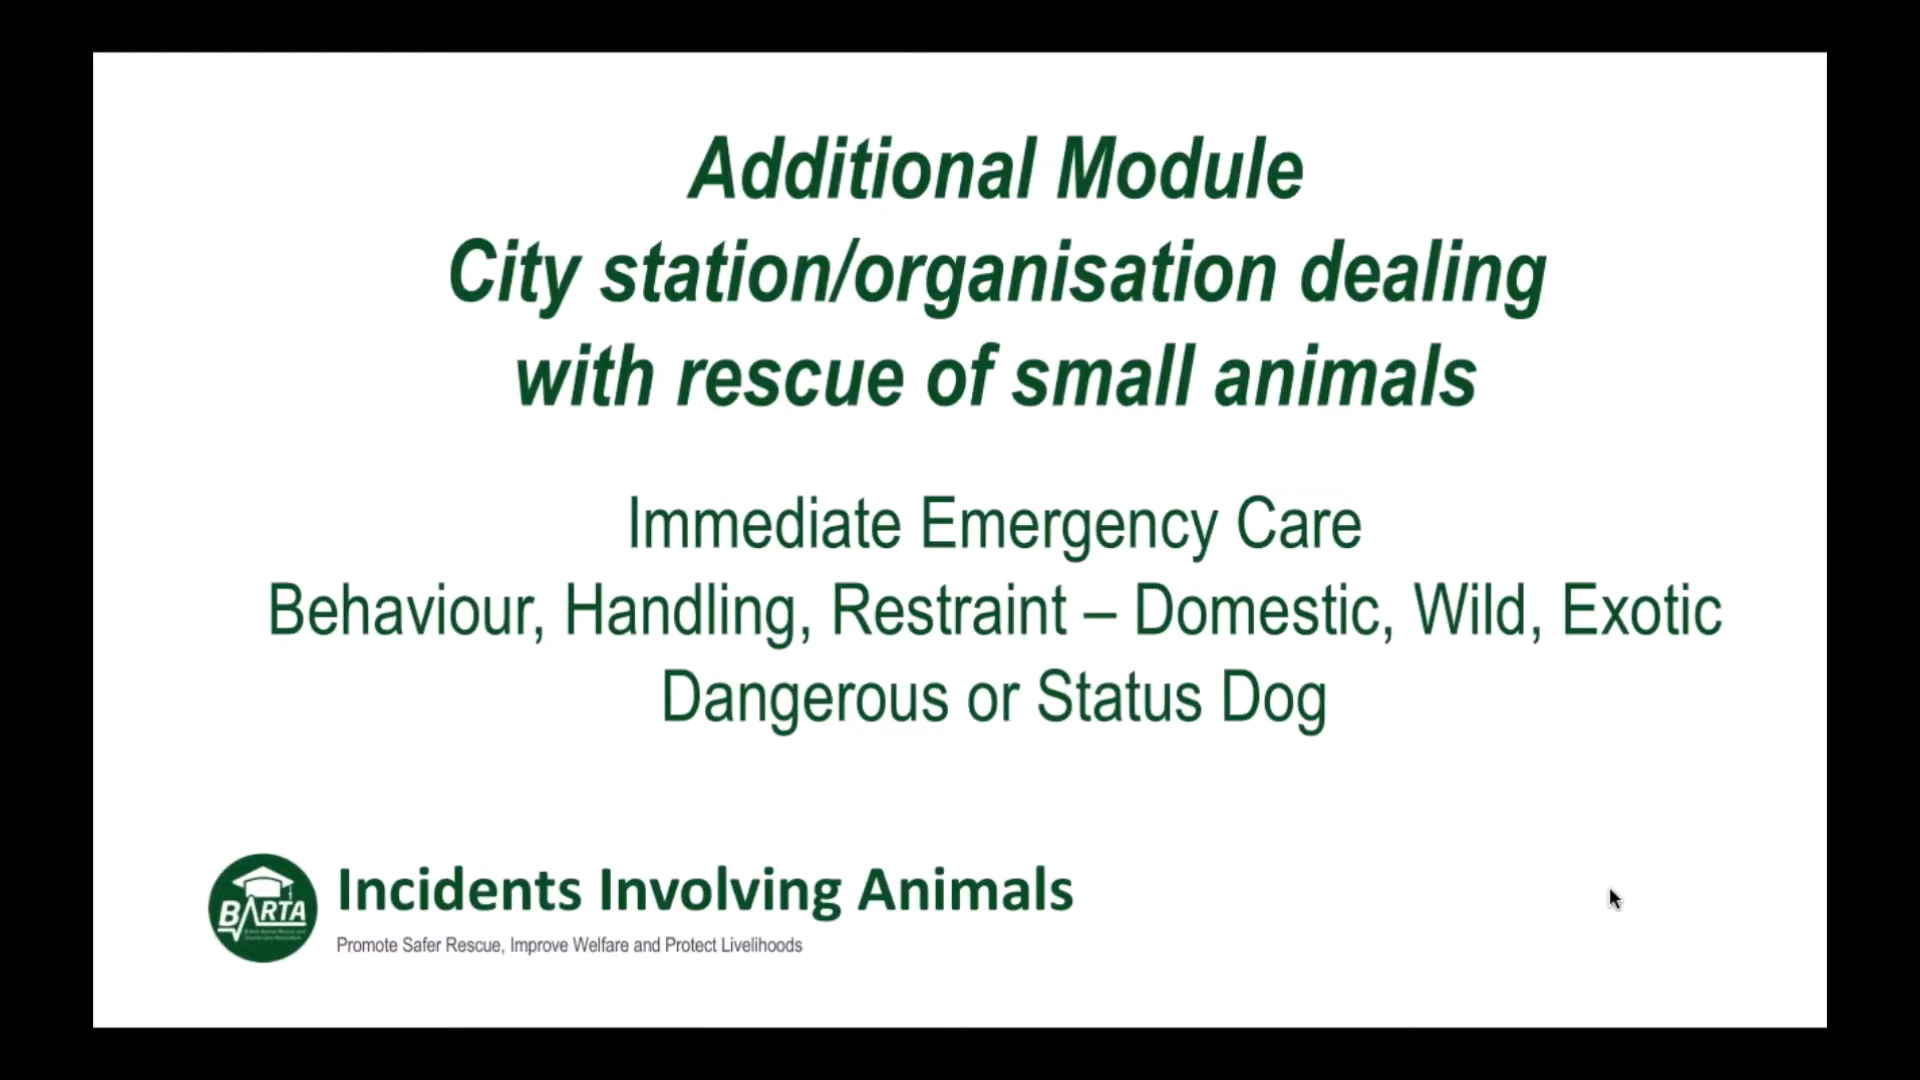 Additional Module
City station/organisation dealing
with rescue of small animals
Immediate Emergency Care
Behaviour, Handling, Restraint – Domestic, Wild, Exotic
Dangerous or Status Dog
BARTA
Incidents Involving Animals
Promote Safer Rescue, Improve Welfare and Protect Livelihoods